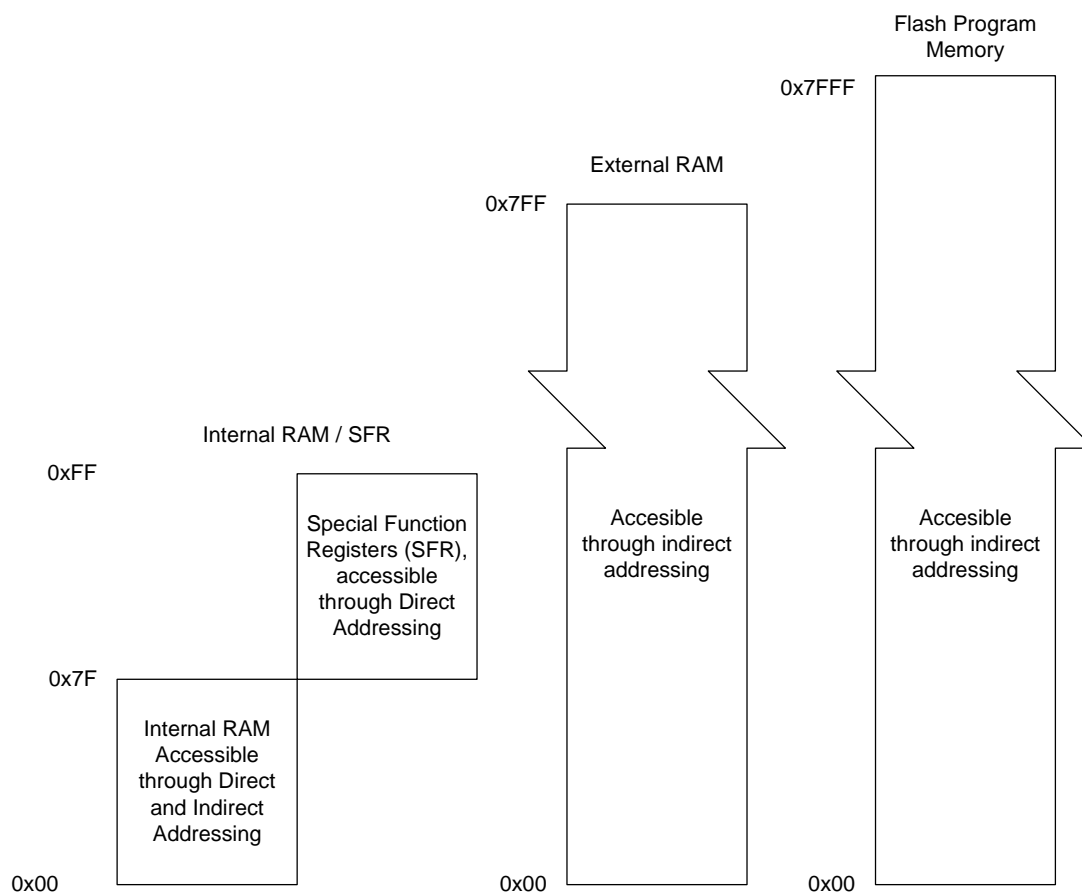 Flash Program
Memory
0x7FFF
External RAM
0x7FF
Internal RAM / SFR
0xFF
Special Function
Registers (SFR),
accessible
through Direct
Addressing
Accesible
through indirect
addressing
Accesible
through indirect
addressing
0x7F
Internal RAM
Accessible
through Direct
and Indirect
Addressing
0x00
0x00
0x00